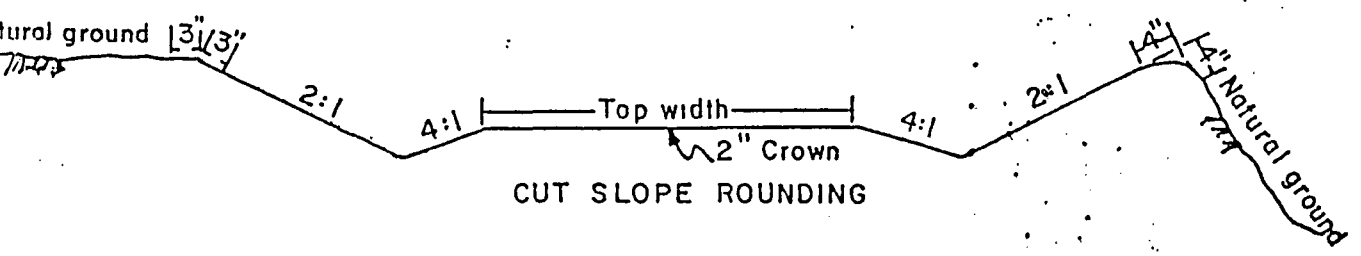 tural ground 3" 3"
2:1
4:1
Top width
2" Crown
4:1
2:1
4" 4"
Natural ground
CUT SLOPE ROUNDING